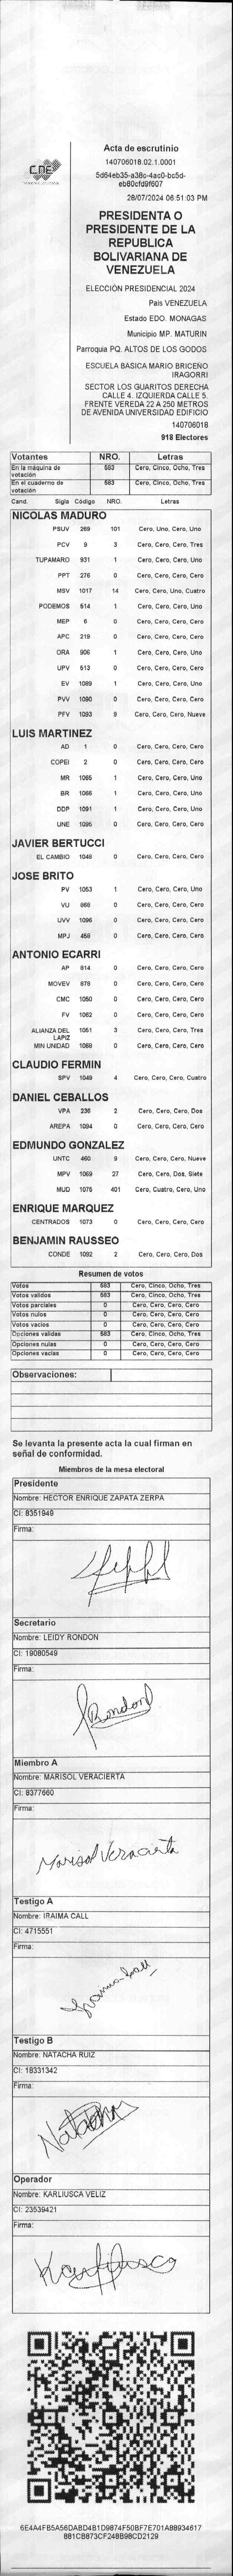 CNE
Acta de escrutinio
140706018.02.1.0001
5d64eb35-a38c-4ac0-bc5d-
eb80cfd9f607
28/07/2024 06:51:03 PM
PRESIDENTA O
PRESIDENTE DE LA
REPUBLICA
BOLIVARIANA DE
VENEZUELA
ELECCIÓN PRESIDENCIAL 2024
Pais VENEZUELA
Estado EDO. MONAGAS
Municipio MP. MATURIN
Parroquia PQ. ALTOS DE LOS GODOS
ESCUELA BASICA MARIO BRICENO
IRAGORRI
SECTOR LOS GUARITOS DERECHA
CALLE 4. IZQUIERDA CALLE 5.
FRENTE VEREDA 22 A 250 METROS
DE AVENIDA UNIVERSIDAD EDIFICIO
140706018
918 Electores
Votantes NRO. Letras
En la máquina de votación 583 Cero, Cinco, Ocho, Tres
En el cuaderno de votación 583 Cero, Cinco, Ocho, Tres
Cand. Sigla Código NRO. Letras
NICOLAS MADURO
PSUV 269 101 Cero, Uno, Cero, Uno
PCV 9 3 Cero, Cero, Cero, Tres
TUPAMARO 931 1 Cero, Cero, Cero, Uno
PPT 276 0 Cero, Cero, Cero, Cero
MSV 1017 14 Cero, Cero, Uno, Cuatro
PODEMOS 514 1 Cero, Cero, Cero, Uno
MEP 6 0 Cero, Cero, Cero, Cero
APC 219 0 Cero, Cero, Cero, Cero
ORA 906 1 Cero, Cero, Cero, Uno
UPV 513 0 Cero, Cero, Cero, Cero
EV 1089 1 Cero, Cero, Cero, Uno
PVV 1090 0 Cero, Cero, Cero, Cero
PFV 1093 9 Cero, Cero, Cero, Nueve
LUIS MARTINEZ
AD 1 0 Cero, Cero, Cero, Cero
COPEI 2 0 Cero, Cero, Cero, Cero
MR 1065 1 Cero, Cero, Cero, Uno
BR 1066 1 Cero, Cero, Cero, Uno
DDP 1091 1 Cero, Cero, Cero, Uno
UNE 1095 0 Cero, Cero, Cero, Cero
JAVIER BERTUCCI
EL CAMBIO 1048 0 Cero, Cero, Cero, Cero
JOSE BRITO
PV 1053 1 Cero, Cero, Cero, Uno
VU 868 0 Cero, Cero, Cero, Cero
UVV 1096 0 Cero, Cero, Cero, Cero
MPJ 458 0 Cero, Cero, Cero, Cero
ANTONIO ECARRI
AP 814 0 Cero, Cero, Cero, Cero
MOVEV 878 0 Cero, Cero, Cero, Cero
CMC 1050 0 Cero, Cero, Cero, Cero
FV 1062 0 Cero, Cero, Cero, Cero
ALIANZA DEL LAPIZ 1051 3 Cero, Cero, Cero, Tres
MIN UNIDAD 1068 0 Cero, Cero, Cero, Cero
CLAUDIO FERMIN
SPV 1049 4 Cero, Cero, Cero, Cuatro
DANIEL CEBALLOS
VPA 236 2 Cero, Cero, Cero, Dos
AREPA 1094 0 Cero, Cero, Cero, Cero
EDMUNDO GONZALEZ
UNTC 460 9 Cero, Cero, Cero, Nueve
MPV 1069 27 Cero, Cero, Dos, Siete
MUD 1075 401 Cero, Cuatro, Cero, Uno
ENRIQUE MARQUEZ
CENTRADOS 1073 0 Cero, Cero, Cero, Cero
BENJAMIN RAUSSEO
CONDE 1092 2 Cero, Cero, Cero, Dos
Resumen de votos
Votos 583 Cero, Cinco, Ocho, Tres
Votos validos 583 Cero, Cinco, Ocho, Tres
Votos parciales 0 Cero, Cero, Cero, Cero
Votos nulos 0 Cero, Cero, Cero, Cero
Votos vacios 0 Cero, Cero, Cero, Cero
Opciones validas 583 Cero, Cinco, Ocho, Tres
Opciones nulas 0 Cero, Cero, Cero, Cero
Opciones vacias 0 Cero, Cero, Cero, Cero
Observaciones:
Se levanta la presente acta la cual firman en
señal de conformidad.
Miembros de la mesa electoral
Presidente
Nombre: HECTOR ENRIQUE ZAPATA ZERPA
CI: 8351949
Firma:
Secretario
Nombre: LEIDY RONDON
CI: 19080549
Firma:
Rondon
Miembro A
Nombre: MARISOL VERACIERTA
CI: 8377660
Firma:
Marisol Veracierta
Testigo A
Nombre: IRAIMA CALL
CI: 4715551
Firma:
Iraima Call
Testigo B
Nombre: NATACHA RUIZ
CI: 18331342
Firma:
Natacha
Operador
Nombre: KARLIUSCA VELIZ
CI: 23539421
Firma:
Karliusca
6E4A4FB5A56DABD4B1D9874F50BF7E701A88934617
881CB873CF248B98CD2129